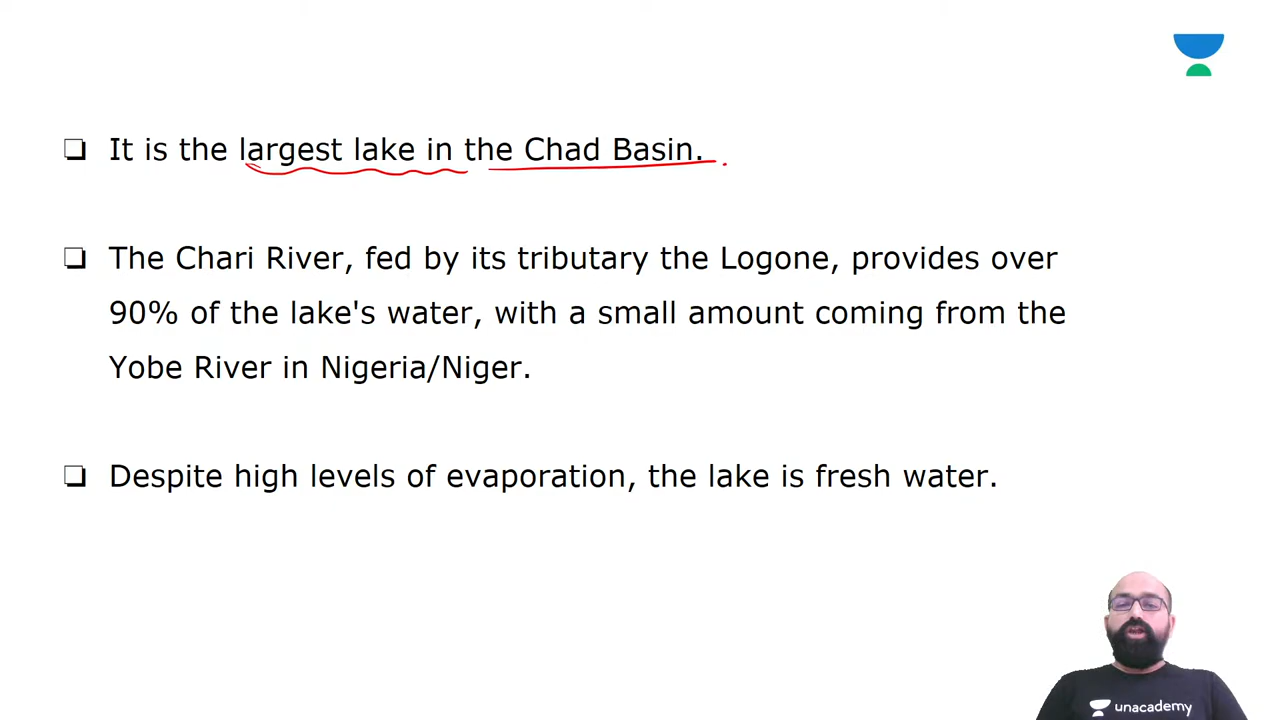 ❏ It is the largest lake in the Chad Basin.
❏ The Chari River, fed by its tributary the Logone, provides over
90% of the lake's water, with a small amount coming from the
Yobe River in Nigeria/Niger.
❏ Despite high levels of evaporation, the lake is fresh water.
unacademy